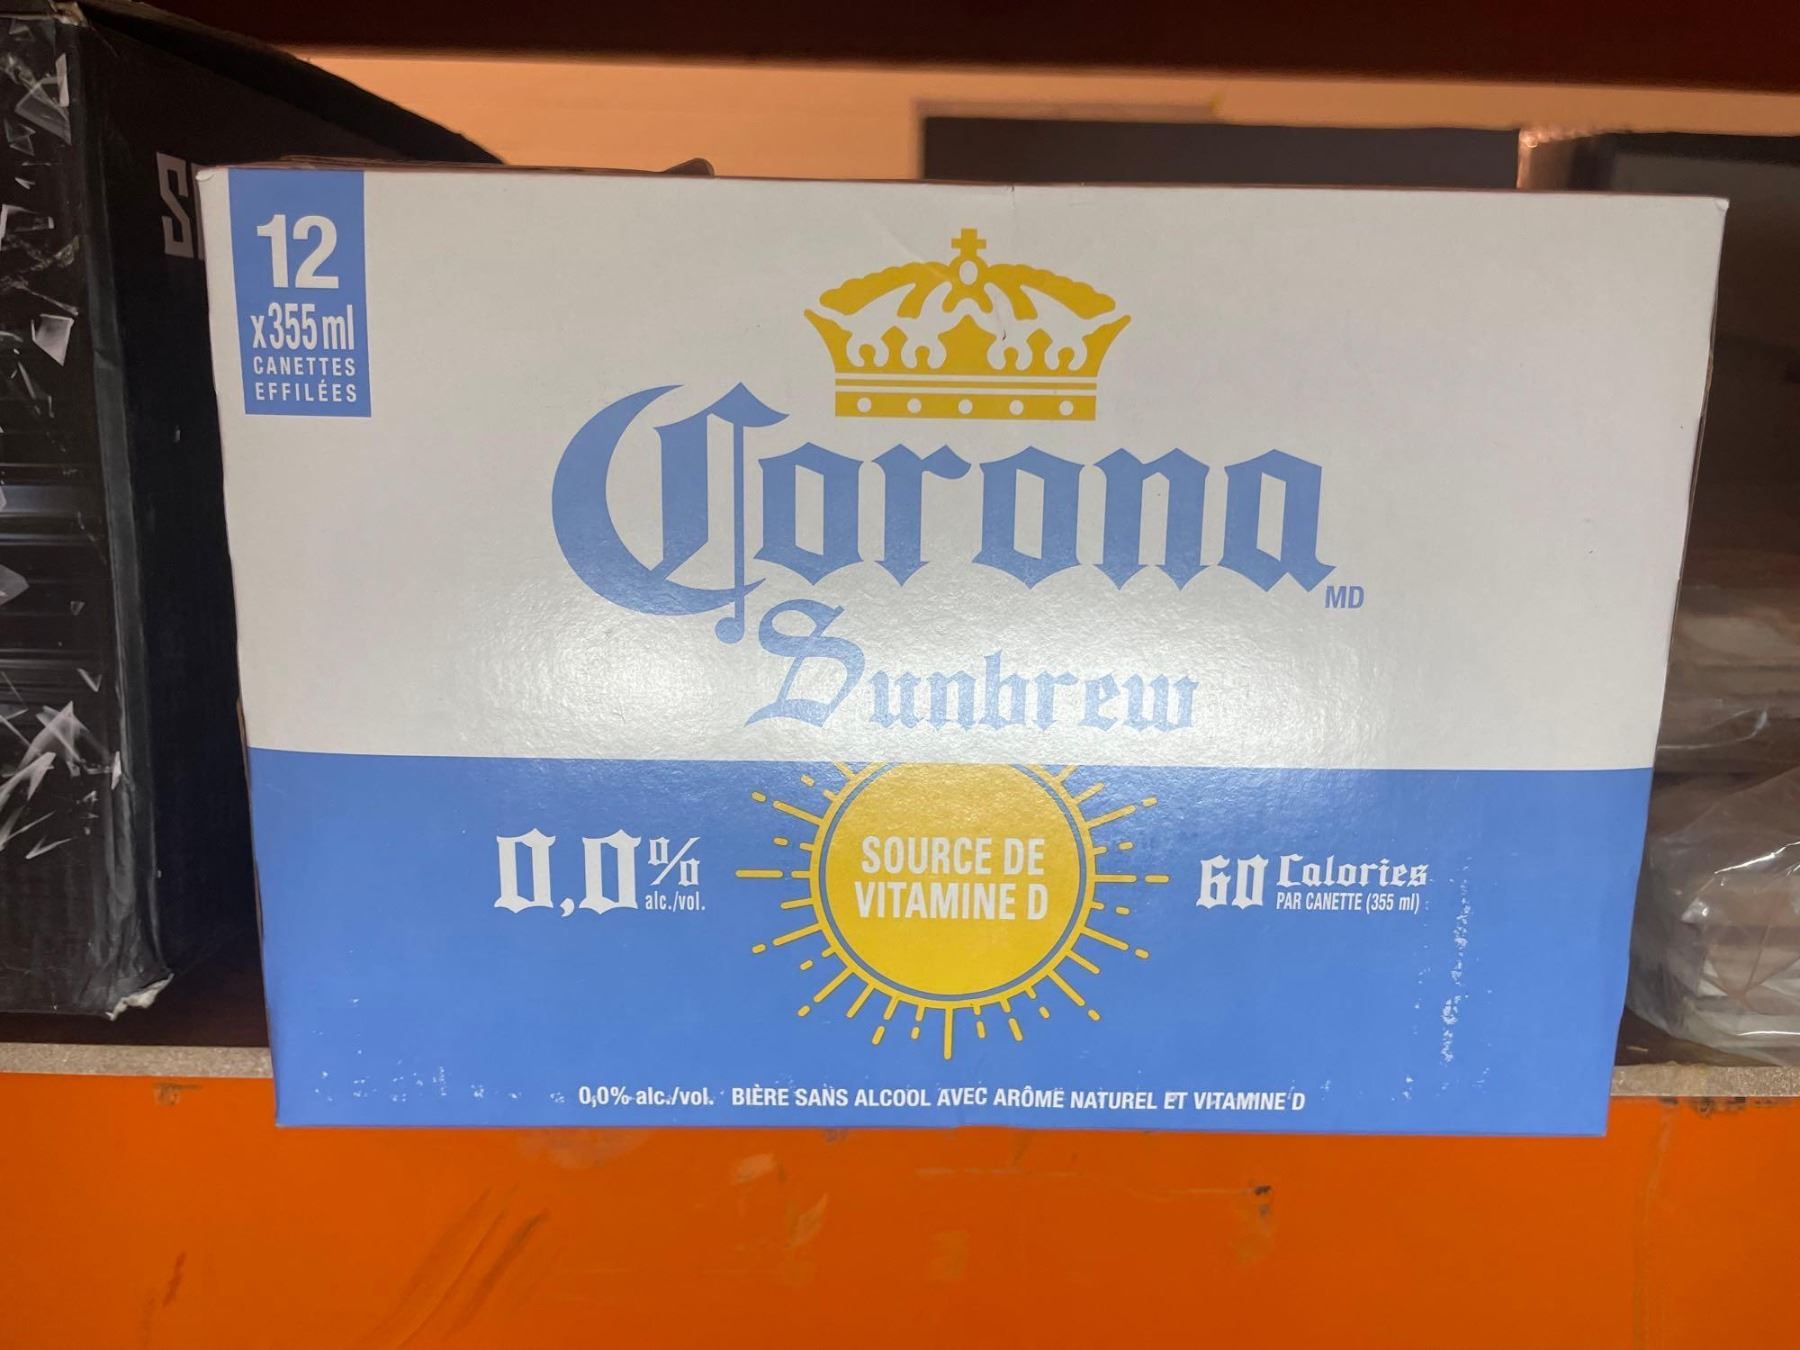 12
x355ml
CANETTES
EFFILÉES
Corona MD
Sunbrew
0,0% alc./vol.
SOURCE DE
VITAMINE D
60 Calories
PAR CANETTE (355 ml)
0,0% alc./vol. BIÈRE SANS ALCOOL AVEC ARÔME NATUREL ET VITAMINE D